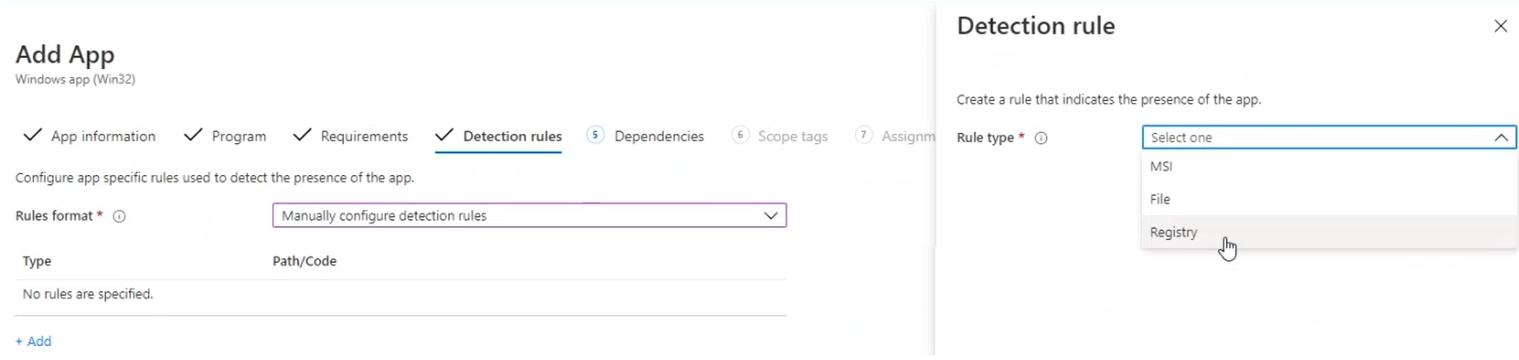 Add App
Windows app (Win32)
App information Program Requirements Detection rules 5 Dependencies 6 Scope tags 7 Assignm
Configure app specific rules used to detect the presence of the app.
Rules format * Manually configure detection rules
Type Path/Code
No rules are specified.
+ Add
Detection rule
Create a rule that indicates the presence of the app.
Rule type * Select one
MSI
File
Registry